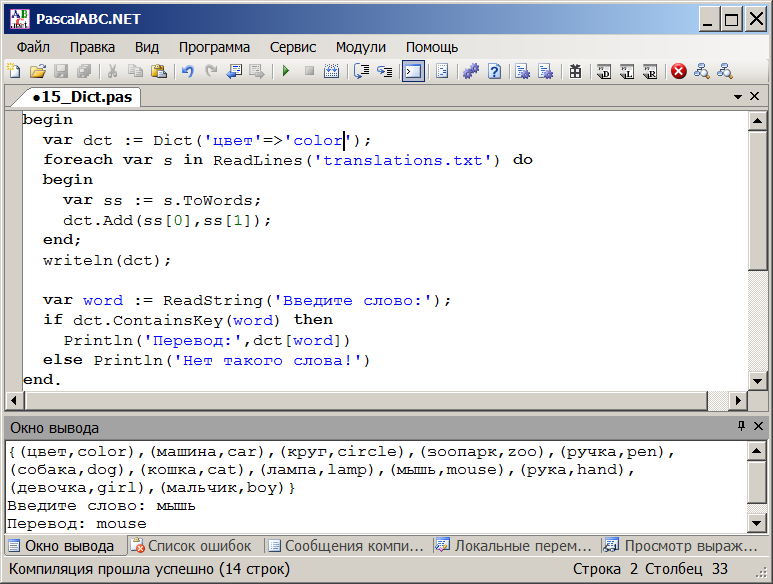 PascalABC.NET
Файл Правка Вид Программа Сервис Модули Помощь
•15_Dict.pas
begin
var dct := Dict('цвет'=>'color');
foreach var s in ReadLines('translations.txt') do
begin
var ss := s.ToWords;
dct.Add(ss[0],ss[1]);
end;
writeln(dct);
var word := ReadString('Введите слово:');
if dct.ContainsKey(word) then
Println('Перевод:',dct[word])
else Println('Нет такого слова!')
end.
Окно вывода
{(цвет,color),(машина,car),(круг,circle),(зоопарк,zoo),(ручка,pen),
(собака,dog),(кошка,cat),(лампа,lamp),(мышь,mouse),(рука,hand),
(девочка,girl),(мальчик,boy)}
Введите слово: мышь
Перевод: mouse
Окно вывода Список ошибок Сообщения компи... Локальные перем... Просмотр выраж...
Компиляция прошла успешно (14 строк) Строка 2 Столбец 33